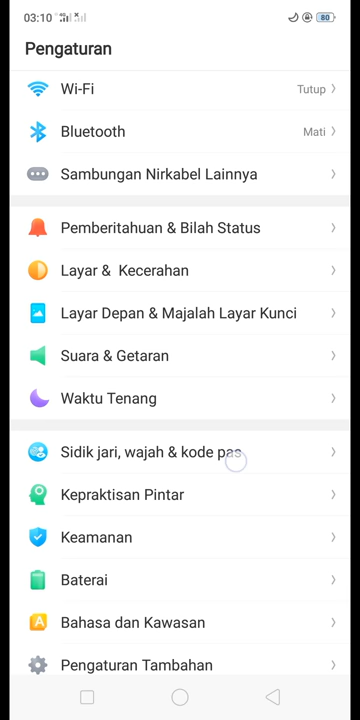 03:10
80
Pengaturan
Wi-Fi Tutup
Bluetooth Mati
Sambungan Nirkabel Lainnya
Pemberitahuan & Bilah Status
Layar & Kecerahan
Layar Depan & Majalah Layar Kunci
Suara & Getaran
Waktu Tenang
Sidik jari, wajah & kode pas
Kepraktisan Pintar
Keamanan
Baterai
A Bahasa dan Kawasan
Pengaturan Tambahan